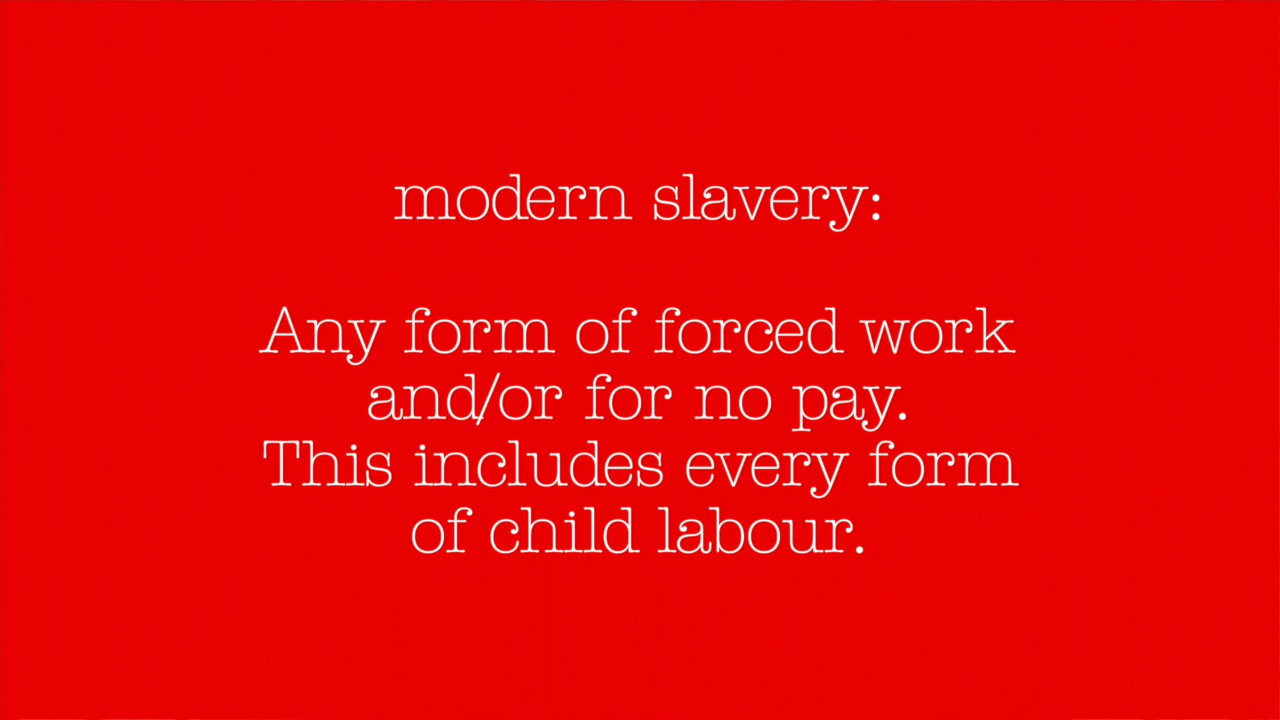 modern slavery:
Any form of forced work
and/or for no pay.
This includes every form
of child labour.